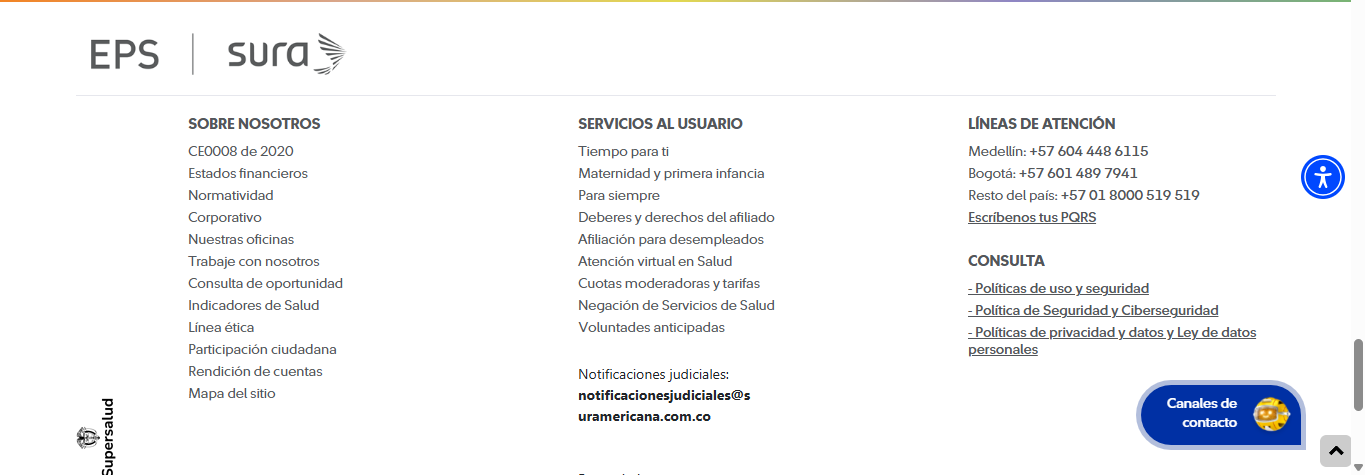 EPS | sura
SOBRE NOSOTROS
CE0008 de 2020
Estados financieros
Normatividad
Corporativo
Nuestras oficinas
Trabaje con nosotros
Consulta de oportunidad
Indicadores de Salud
Línea ética
Participación ciudadana
Rendición de cuentas
Mapa del sitio
SERVICIOS AL USUARIO
Tiempo para ti
Maternidad y primera infancia
Para siempre
Deberes y derechos del afiliado
Afiliación para desempleados
Atención virtual en Salud
Cuotas moderadoras y tarifas
Negación de Servicios de Salud
Voluntades anticipadas
Notificaciones judiciales:
notificacionesjudiciales@s
uramericana.com.co
LÍNEAS DE ATENCIÓN
Medellín: +57 604 448 6115
Bogotá: +57 601 489 7941
Resto del país: +57 01 8000 519 519
Escríbenos tus PQRS
CONSULTA
- Políticas de uso y seguridad
- Política de Seguridad y Ciberseguridad
- Políticas de privacidad y datos y Ley de datos
personales
Canales de
contacto
Supersalud